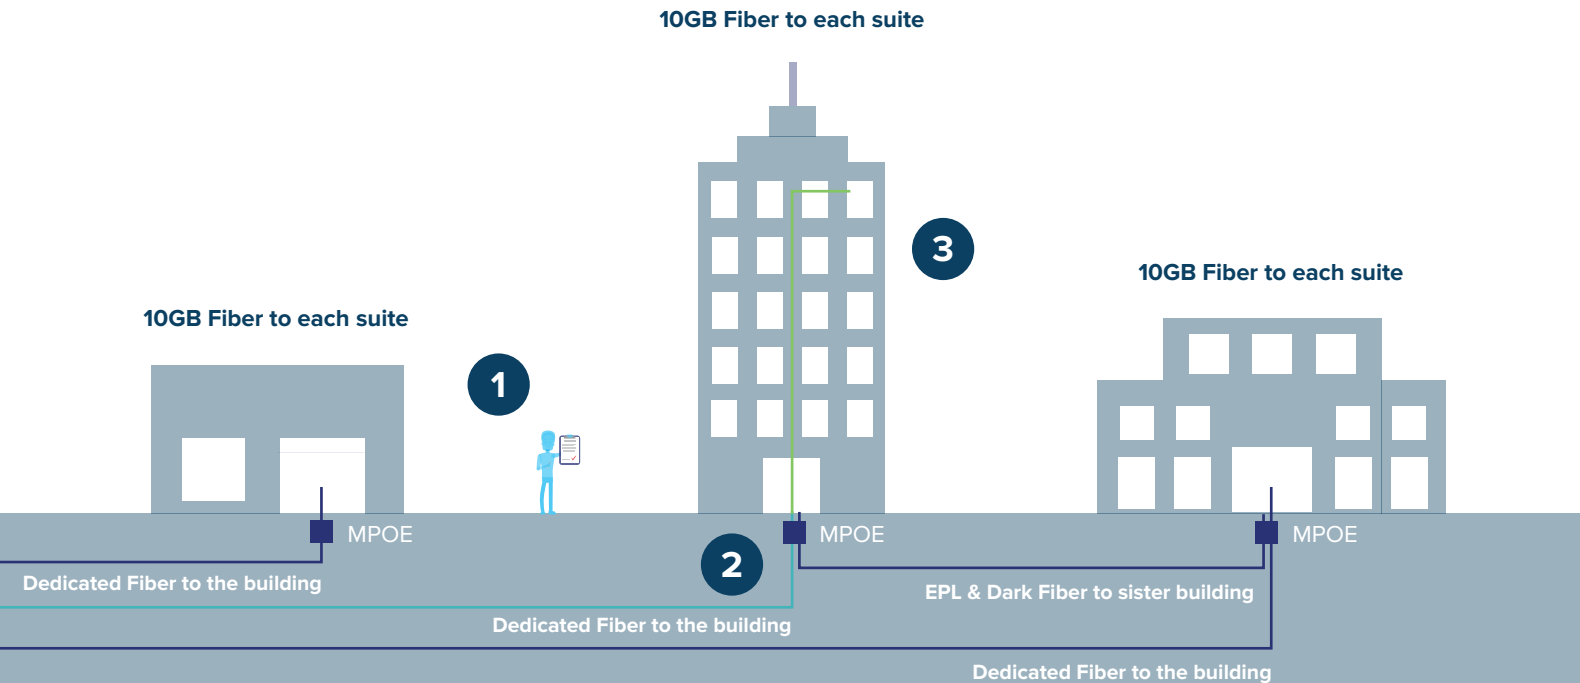 10GB Fiber to each suite
3
10GB Fiber to each suite
10GB Fiber to each suite
1
MPOE
MPOE
MPOE
2
Dedicated Fiber to the building
EPL & Dark Fiber to sister building
Dedicated Fiber to the building
Dedicated Fiber to the building